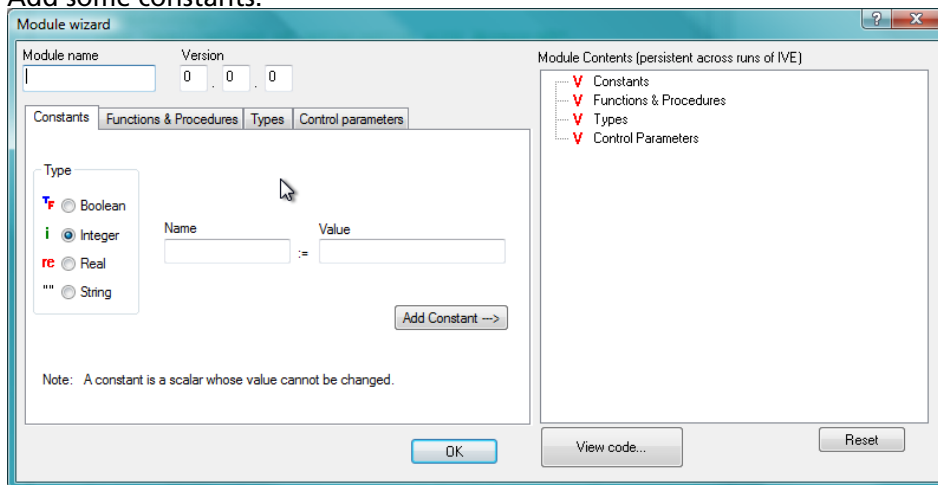 Add some constants.
Module wizard
Module name
Version
0 . 0 . 0
Constants
Functions & Procedures
Types
Control parameters
Type
TF Boolean
i Integer
re Real
"" String
Name
Value
:=
Add Constant --->
Note: A constant is a scalar whose value cannot be changed.
OK
Module Contents (persistent across runs of IVE)
V Constants
V Functions & Procedures
V Types
V Control Parameters
View code...
Reset